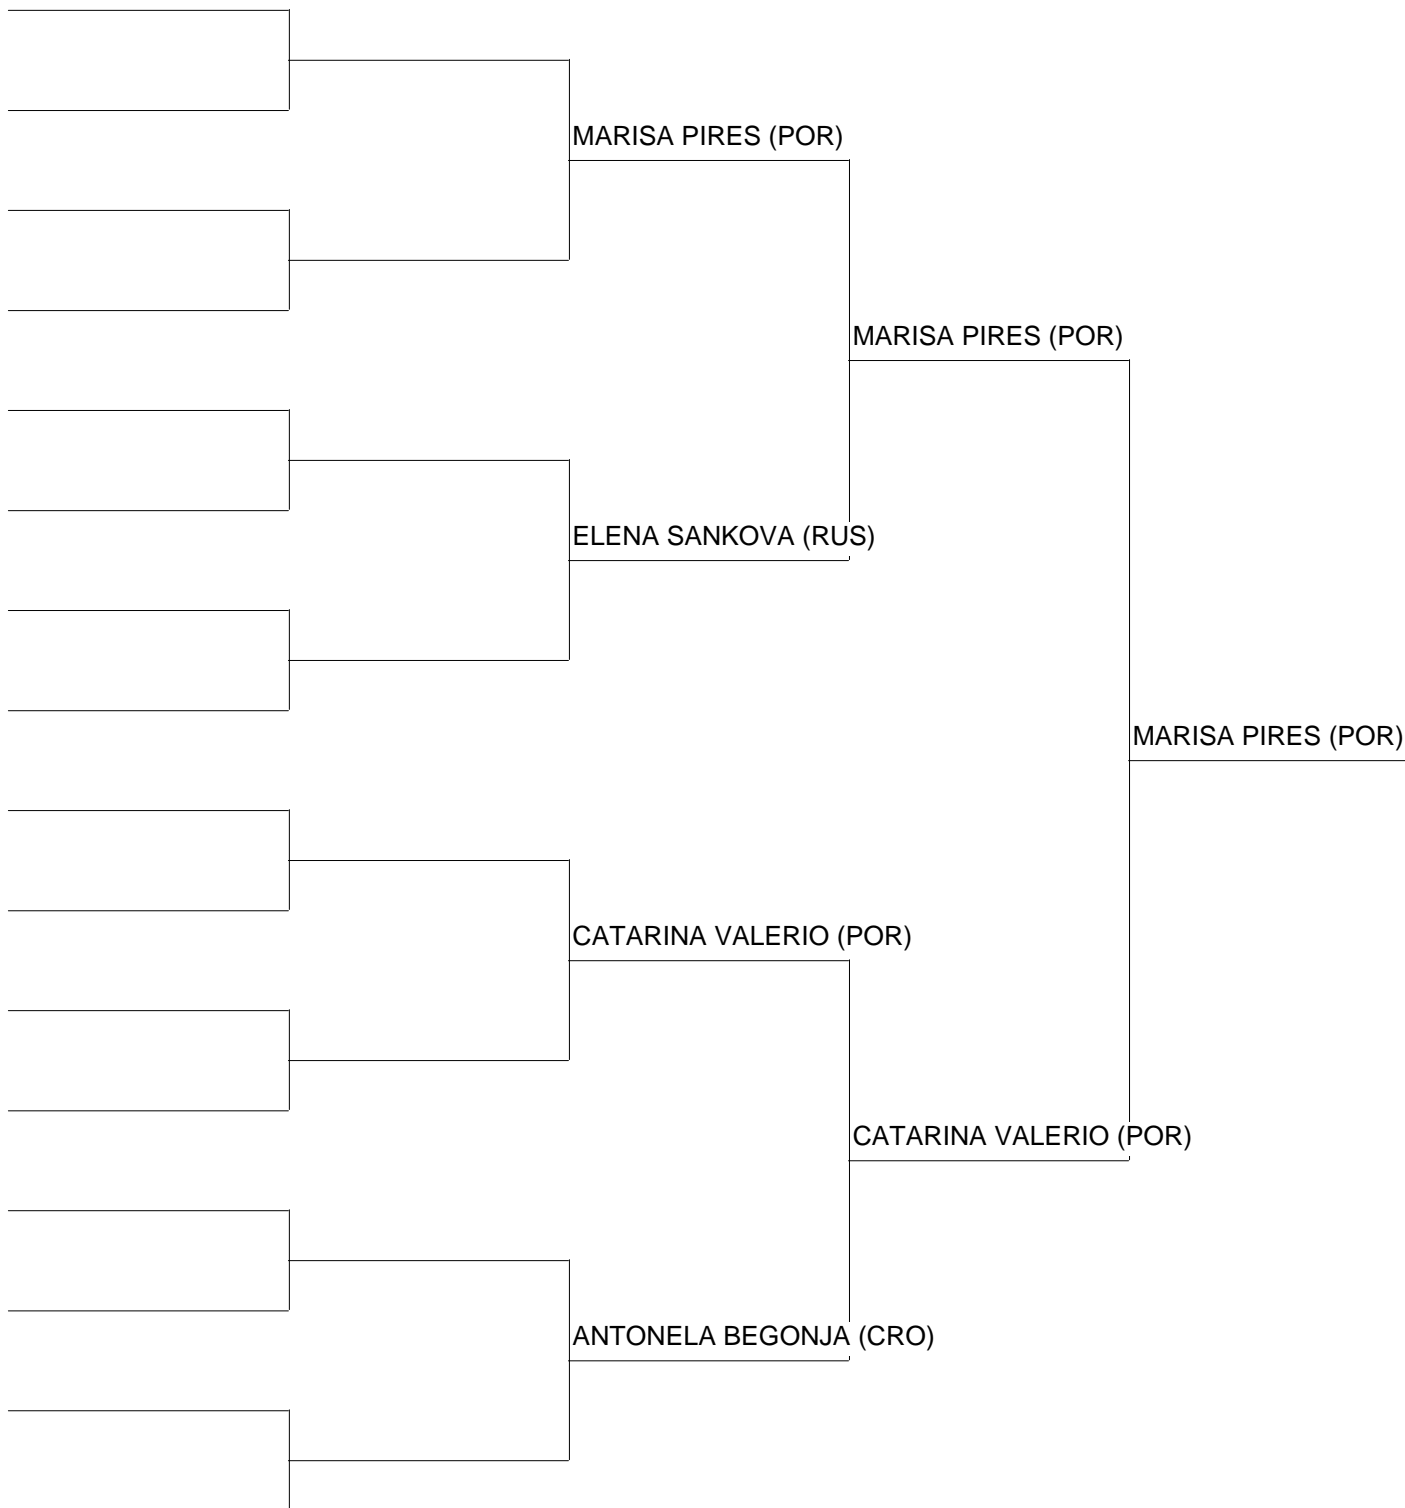 MARISA PIRES (POR)
MARISA PIRES (POR)
ELENA SANKOVA (RUS)
MARISA PIRES (POR)
CATARINA VALERIO (POR)
CATARINA VALERIO (POR)
ANTONELA BEGONJA (CRO)